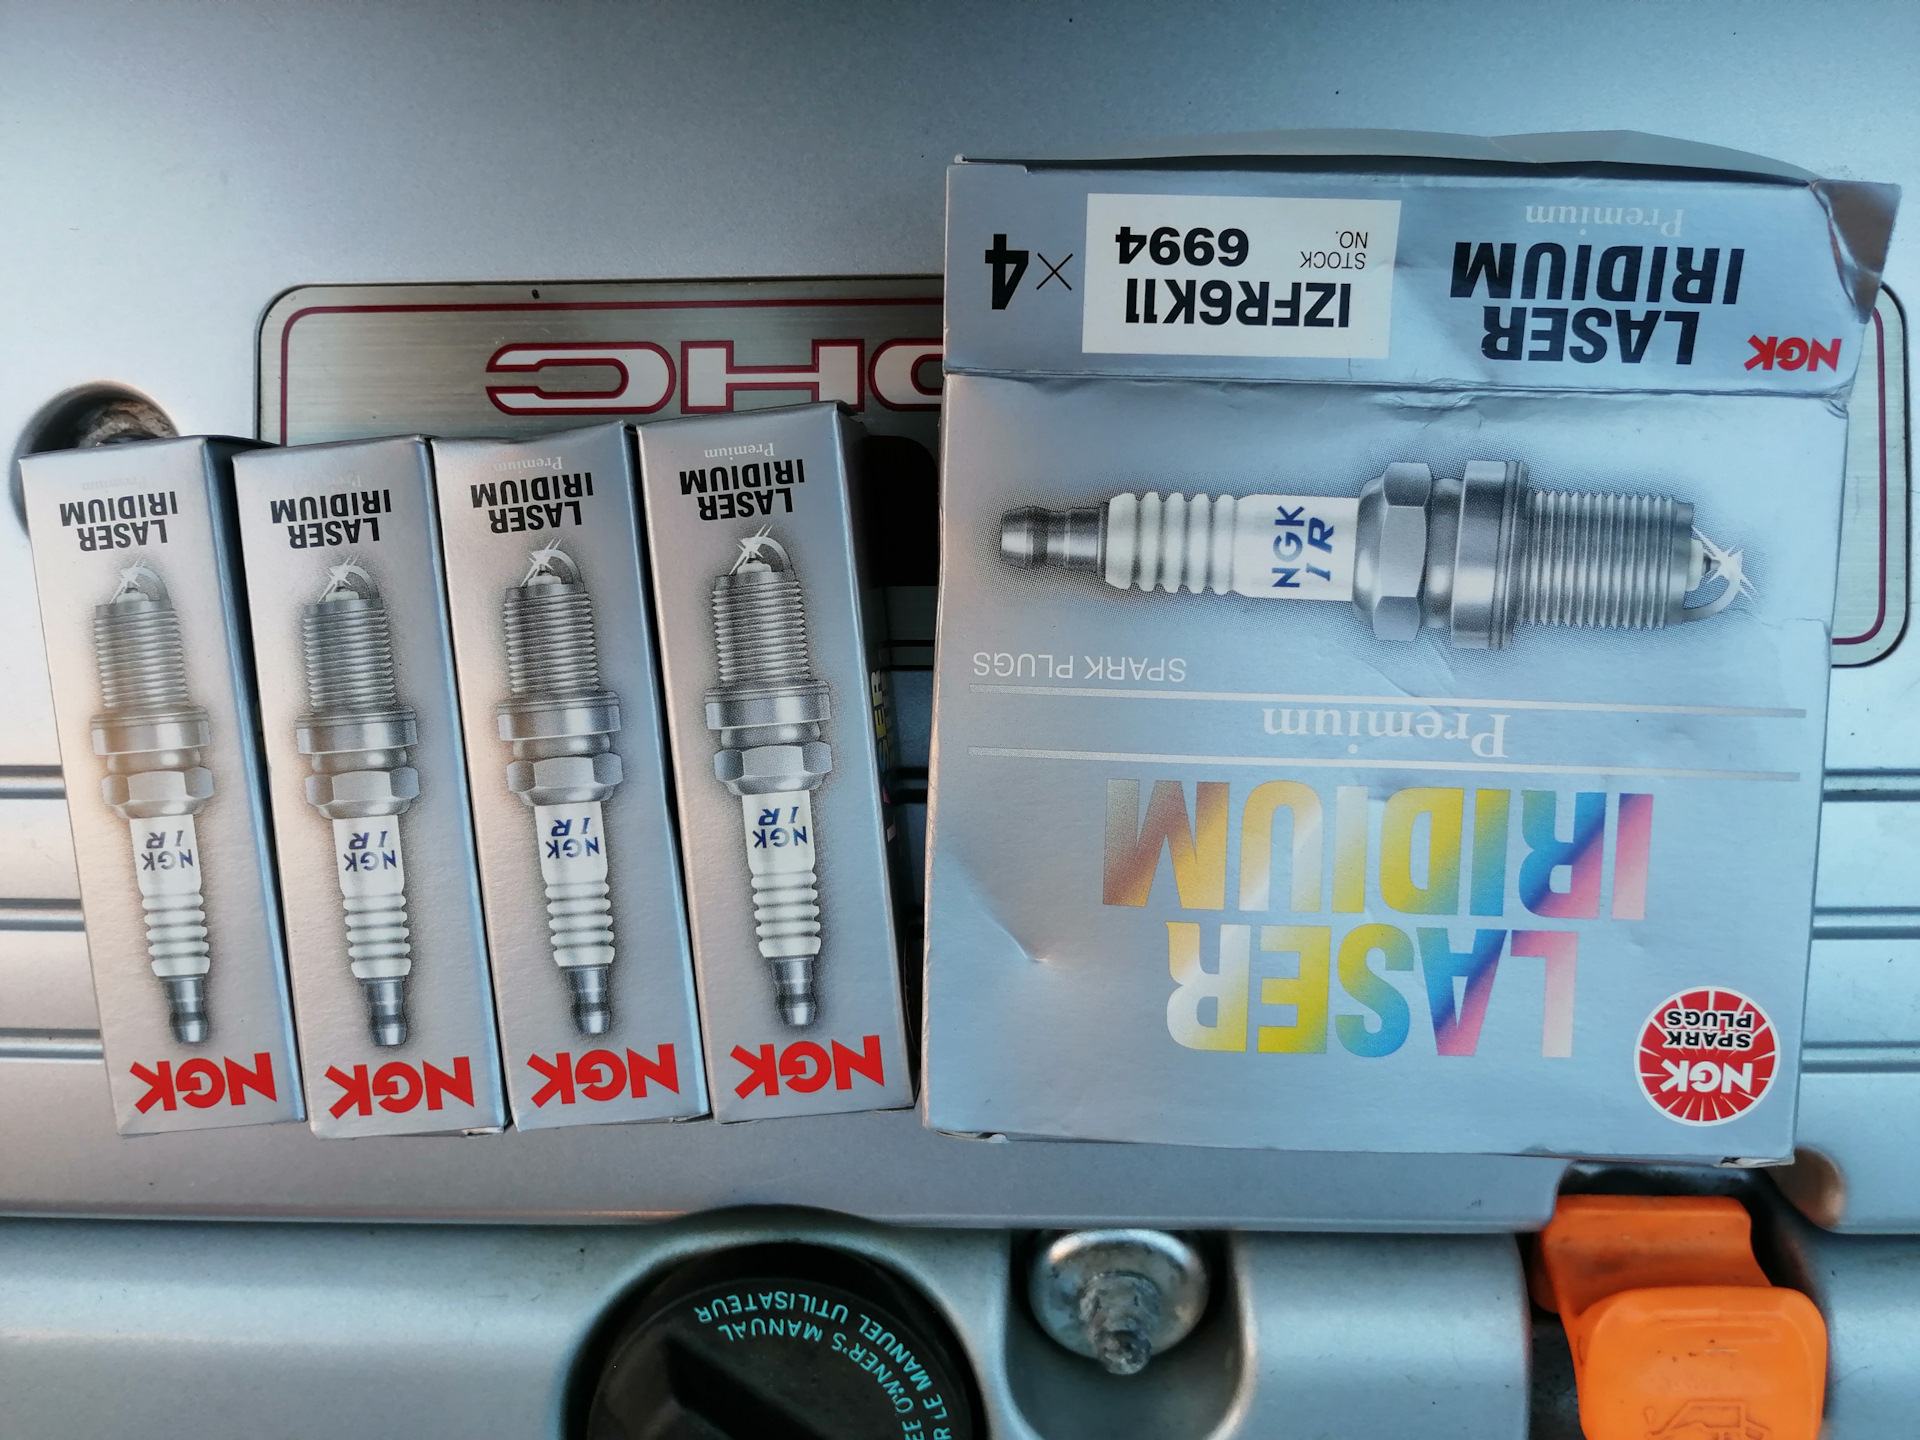 NGK
LASER
IRIDIUM
Premium
IZFR6K11
STOCK
NO.
6994
×4
NGK
IR
SPARK PLUGS
Premium
LASER
IRIDIUM
NGK
SPARK
PLUGS
NGK
NGK
IR
LASER
IRIDIUM
Premium
NGK
NGK
IR
LASER
IRIDIUM
Premium
NGK
NGK
IR
LASER
IRIDIUM
Premium
NGK
NGK
IR
LASER
IRIDIUM
Premium
LASER
OHC
OWNER'S MANUAL
LE MANUEL UTILISATEUR